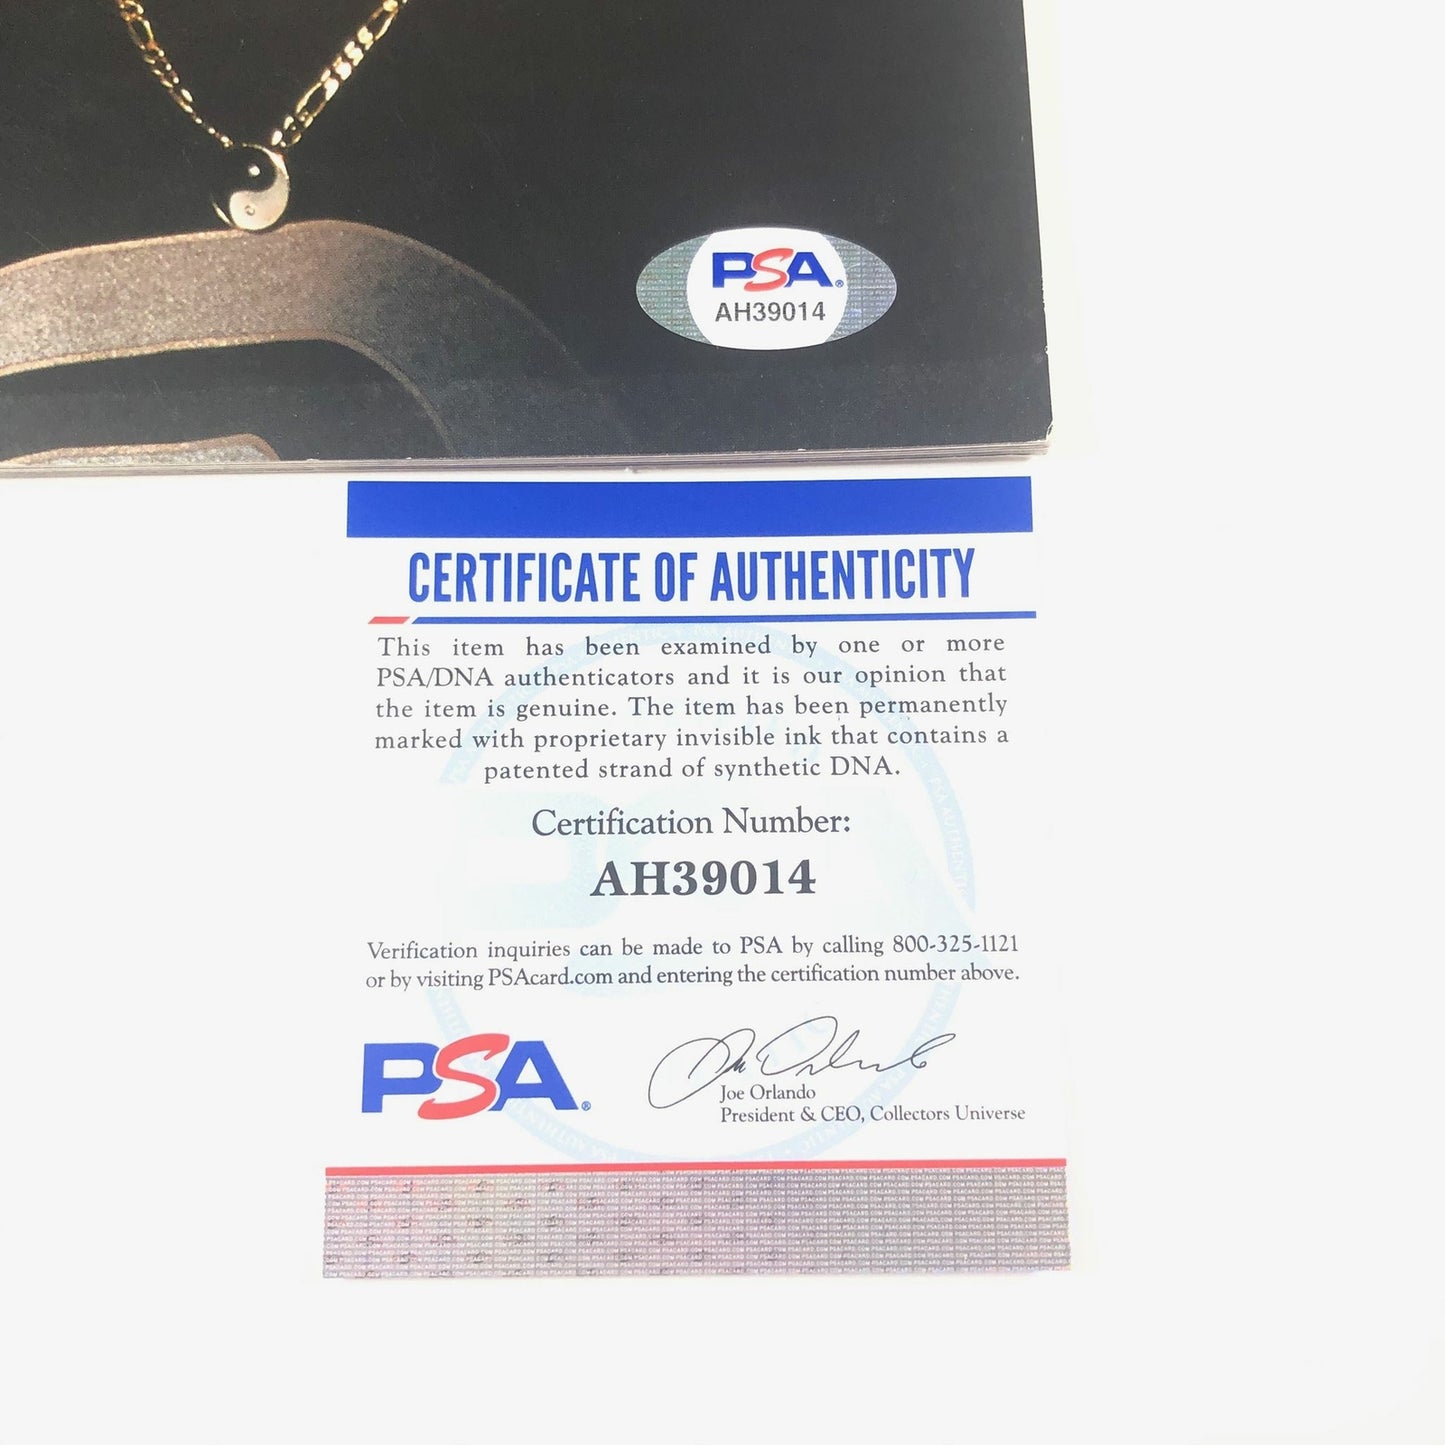 PSA®
AH39014
CERTIFICATE OF AUTHENTICITY
This item has been examined by one or more
PSA/DNA authenticators and it is our opinion that
the item is genuine. The item has been permanently
marked with proprietary invisible ink that contains a
patented strand of synthetic DNA.
Certification Number:
AH39014
Verification inquiries can be made to PSA by calling 800-325-1121
or by visiting PSAcard.com and entering the certification number above.
PSA®
Joe Orlando
President & CEO, Collectors Universe